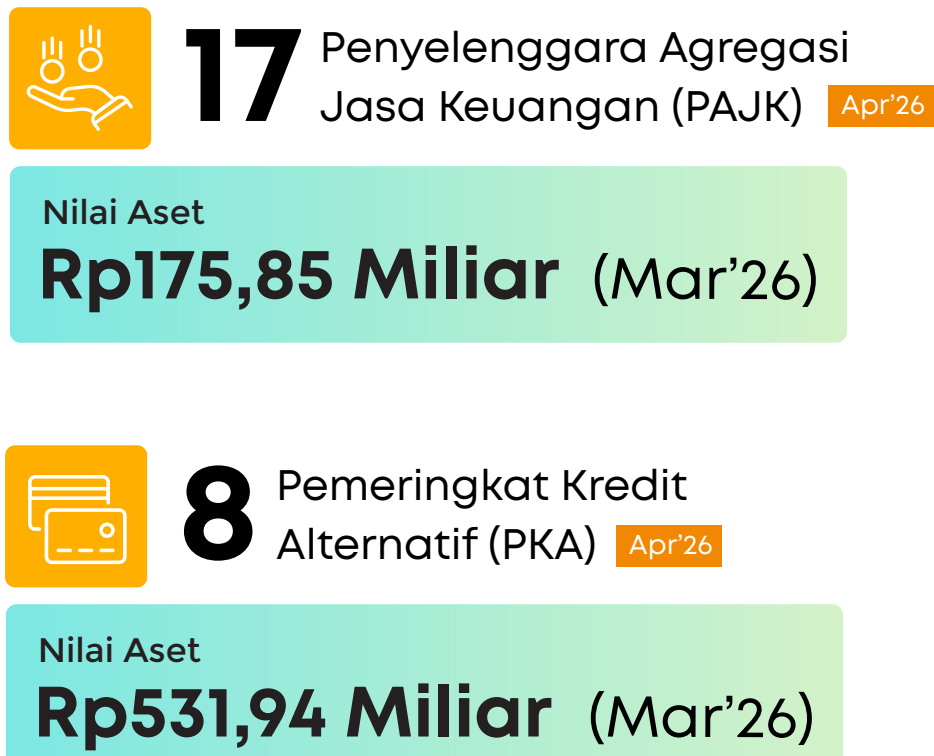 17 Penyelenggara Agregasi
Jasa Keuangan (PAJK) Apr'26
Nilai Aset
Rp175,85 Miliar (Mar'26)
8 Pemeringkat Kredit
Alternatif (PKA) Apr'26
Nilai Aset
Rp531,94 Miliar (Mar'26)